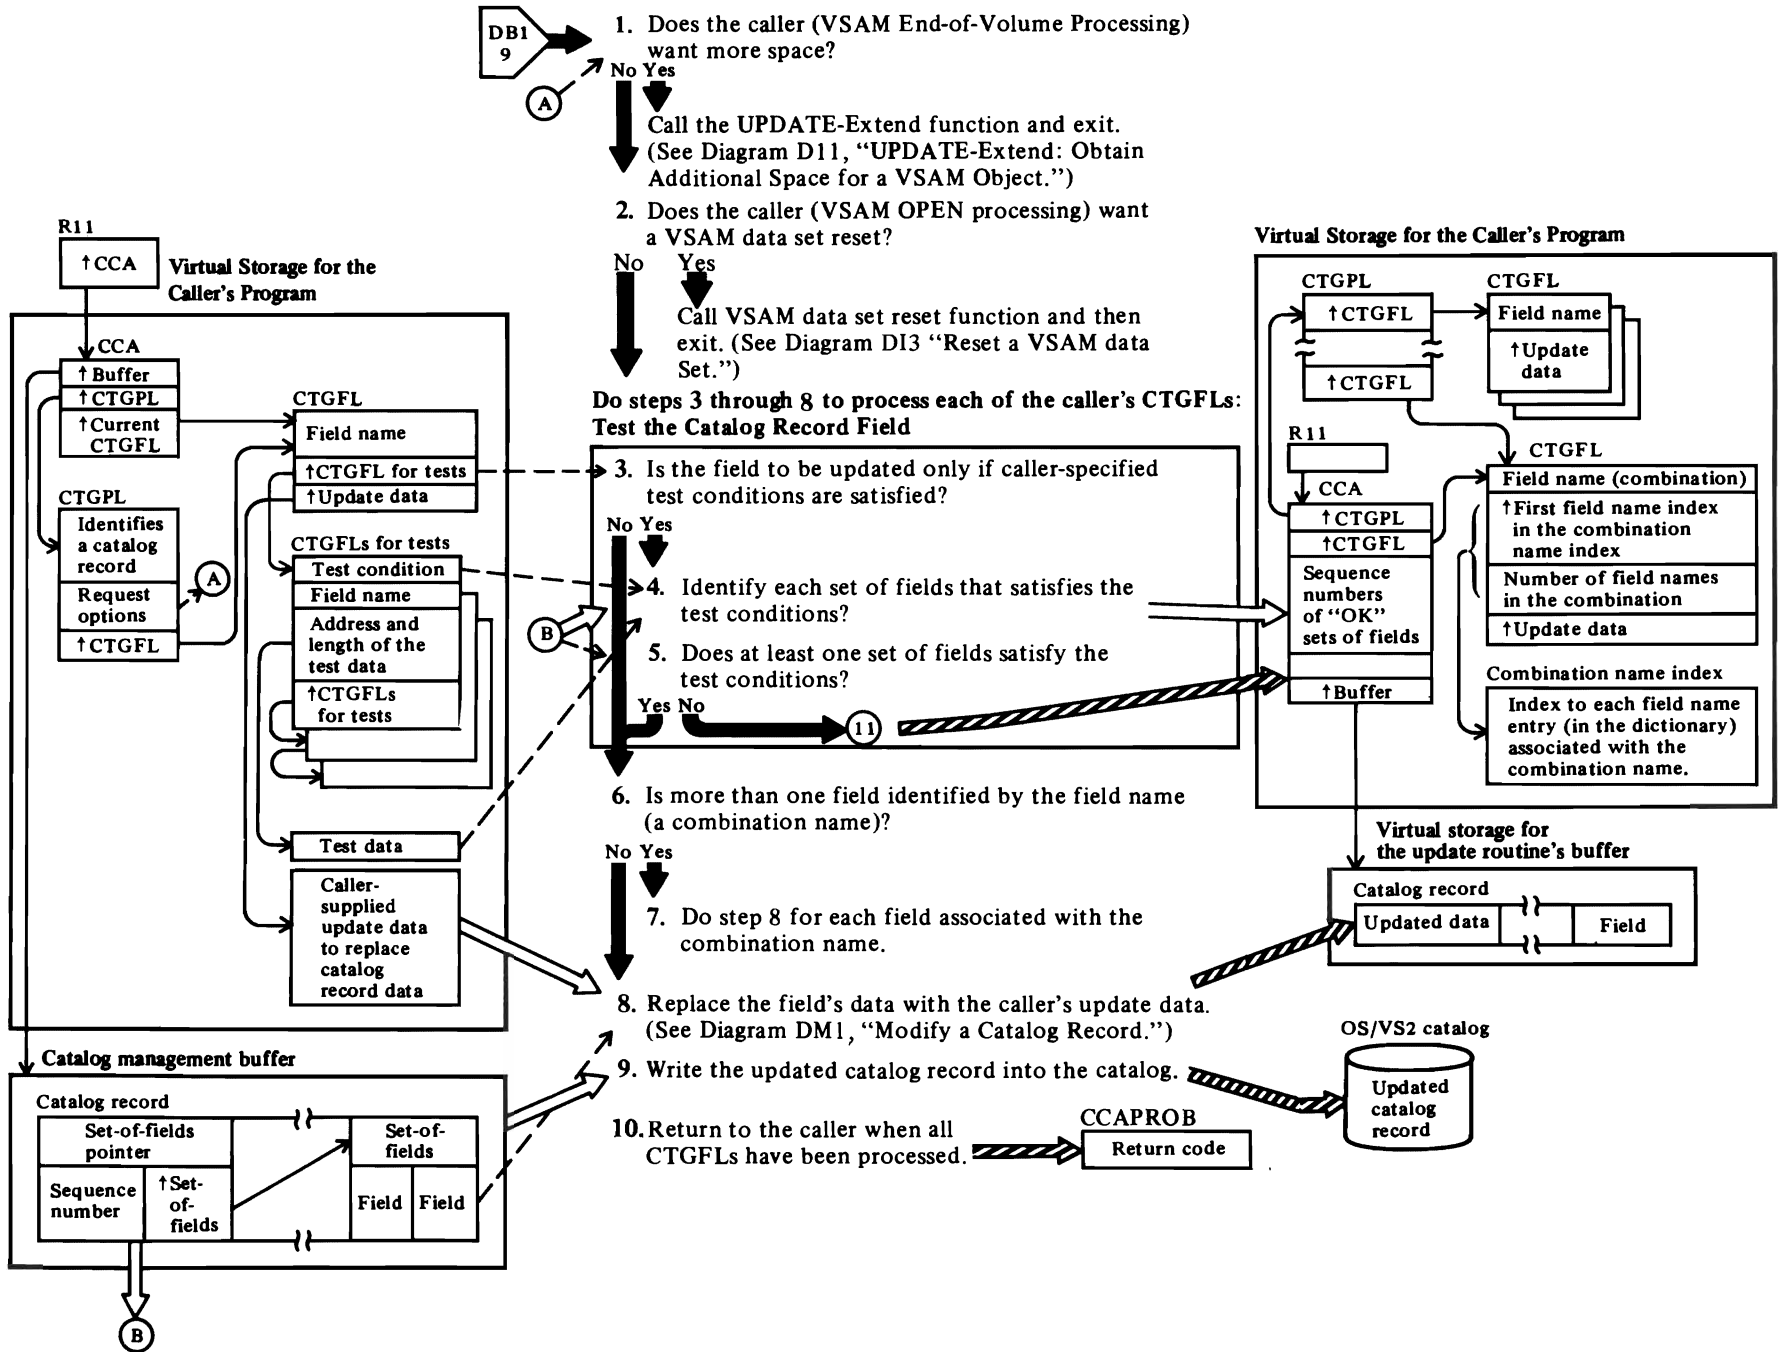 DB1
9
1. Does the caller (VSAM End-of-Volume Processing)
want more space?
No Yes
A
Call the UPDATE-Extend function and exit.
(See Diagram D11, “UPDATE-Extend: Obtain
Additional Space for a VSAM Object.”)
2. Does the caller (VSAM OPEN processing) want
a VSAM data set reset?
No Yes
Call VSAM data set reset function and then
exit. (See Diagram DI3 “Reset a VSAM data
Set.”)
Do steps 3 through 8 to process each of the caller’s CTGFLs:
Test the Catalog Record Field
3. Is the field to be updated only if caller-specified
test conditions are satisfied?
No Yes
4. Identify each set of fields that satisfies the
test conditions?
B
5. Does at least one set of fields satisfy the
test conditions?
Yes No
11
6. Is more than one field identified by the field name
(a combination name)?
No Yes
7. Do step 8 for each field associated with the
combination name.
8. Replace the field’s data with the caller’s update data.
(See Diagram DM1, “Modify a Catalog Record.”)
9. Write the updated catalog record into the catalog.
10. Return to the caller when all
CTGFLs have been processed.
CCAPROB
Return code
R11
↑CCA
Virtual Storage for the
Caller’s Program
CCA
↑Buffer
↑CTGPL
↑Current
CTGFL
CTGPL
Identifies
a catalog
record
Request
options
↑CTGFL
A
CTGFL
Field name
↑CTGFL for tests
↑Update data
CTGFLs for tests
Test condition
Field name
Address and
length of the
test data
↑CTGFLs
for tests
Test data
Caller-
supplied
update data
to replace
catalog
record data
Catalog management buffer
Catalog record
Set-of-fields
pointer
Sequence
number
↑Set-
of-
fields
Set-of-
fields
Field
Field
B
Virtual Storage for the Caller’s Program
CTGPL
↑CTGFL
↑CTGFL
CTGFL
Field name
↑Update
data
R11
CCA
↑CTGPL
↑CTGFL
Sequence
numbers
of “OK”
sets of fields
↑Buffer
CTGFL
Field name (combination)
↑First field name index
in the combination
name index
Number of field names
in the combination
↑Update data
Combination name index
Index to each field name
entry (in the dictionary)
associated with the
combination name.
Virtual storage for
the update routine’s buffer
Catalog record
Updated data
Field
OS/VS2 catalog
Updated
catalog
record